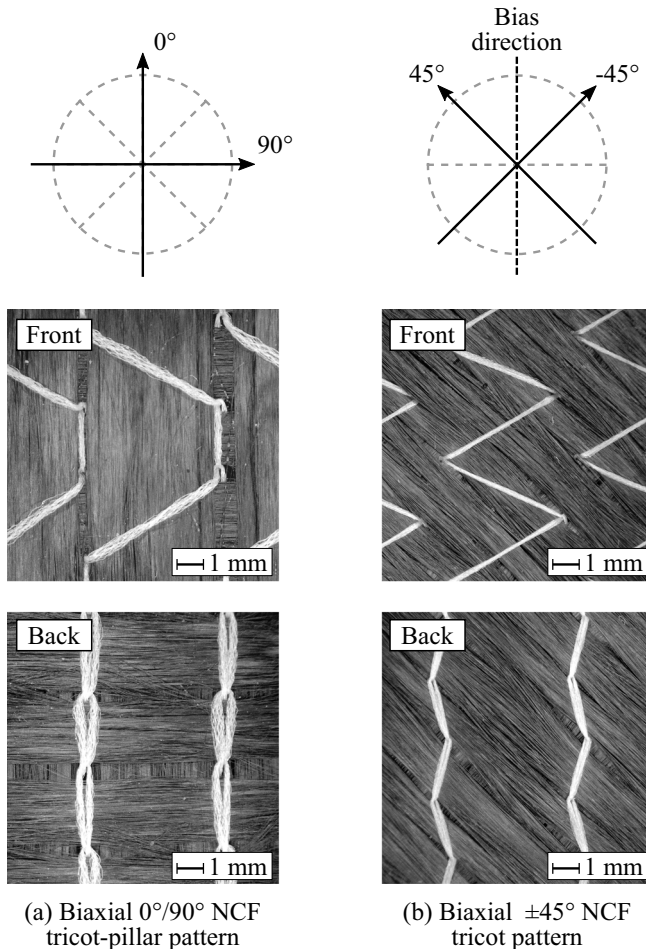 0°
90°
Bias
direction
45°
-45°
Front
1 mm
Front
1 mm
Back
1 mm
Back
1 mm
(a) Biaxial 0°/90° NCF
tricot-pillar pattern
(b) Biaxial ±45° NCF
tricot pattern